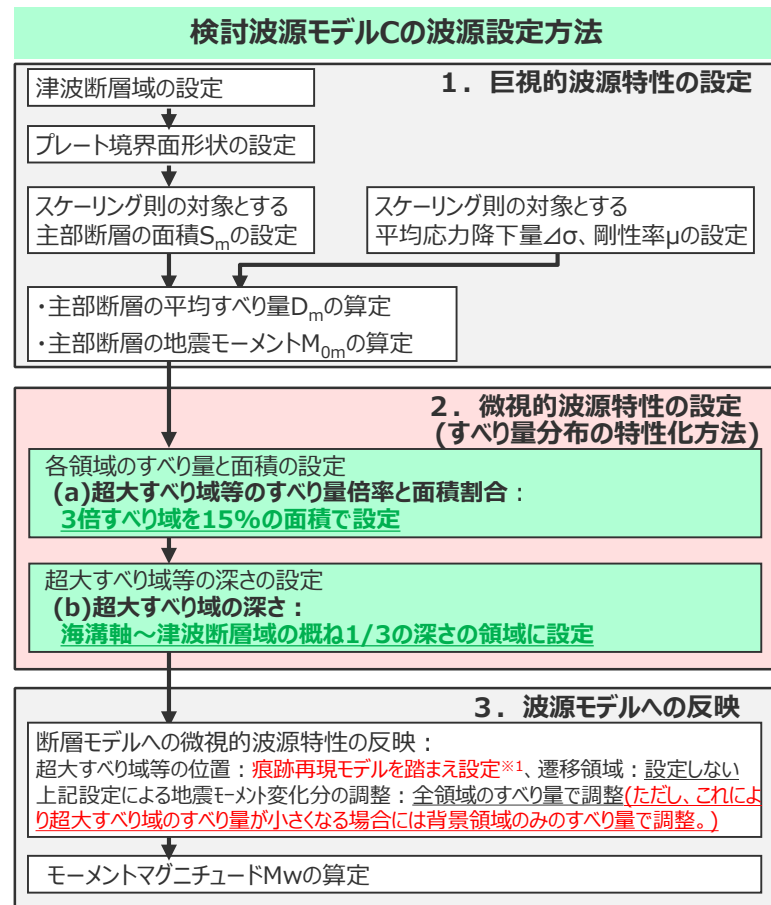 検討波源モデルCの波源設定方法
1．巨視的波源特性の設定
津波断層域の設定
プレート境界面形状の設定
スケーリング則の対象とする
主部断層の面積Smの設定
スケーリング則の対象とする
平均応力降下量⊿σ、剛性率μの設定
・主部断層の平均すべり量Dmの算定
・主部断層の地震モーメントM0mの算定
2．微視的波源特性の設定
(すべり量分布の特性化方法)
各領域のすべり量と面積の設定
(a)超大すべり域等のすべり量倍率と面積割合：
3倍すべり域を15%の面積で設定
超大すべり域等の深さの設定
(b)超大すべり域の深さ：
海溝軸～津波断層域の概ね1/3の深さの領域に設定
3．波源モデルへの反映
断層モデルへの微視的波源特性の反映：
超大すべり域等の位置：痕跡再現モデルを踏まえ設定※1、遷移領域：設定しない
上記設定による地震モーメント変化分の調整：全領域のすべり量で調整(ただし、これによ
り超大すべり域のすべり量が小さくなる場合には背景領域のみのすべり量で調整。)
モーメントマグニチュードMwの算定